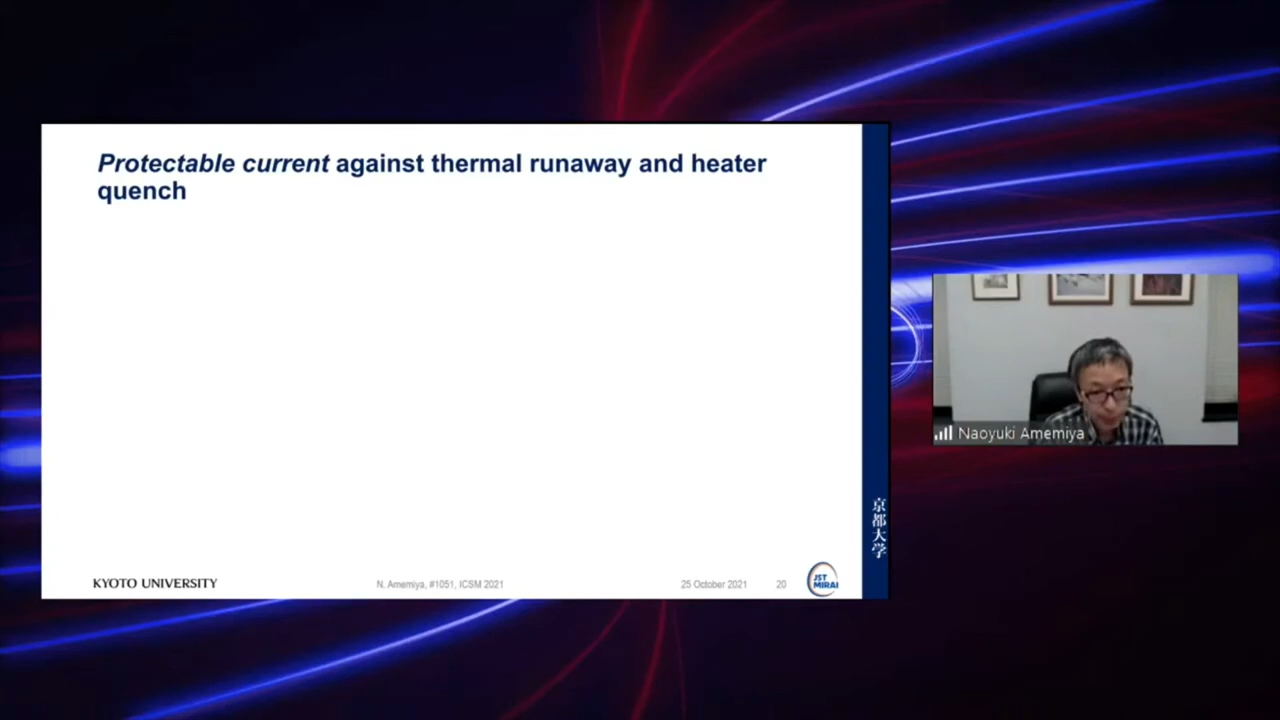 Protectable current against thermal runaway and heater
quench
京都大学
KYOTO UNIVERSITY
N. Amemiya, #1051, ICSM 2021
25 October 2021
20
JST
MIRAI
Naoyuki Amemiya